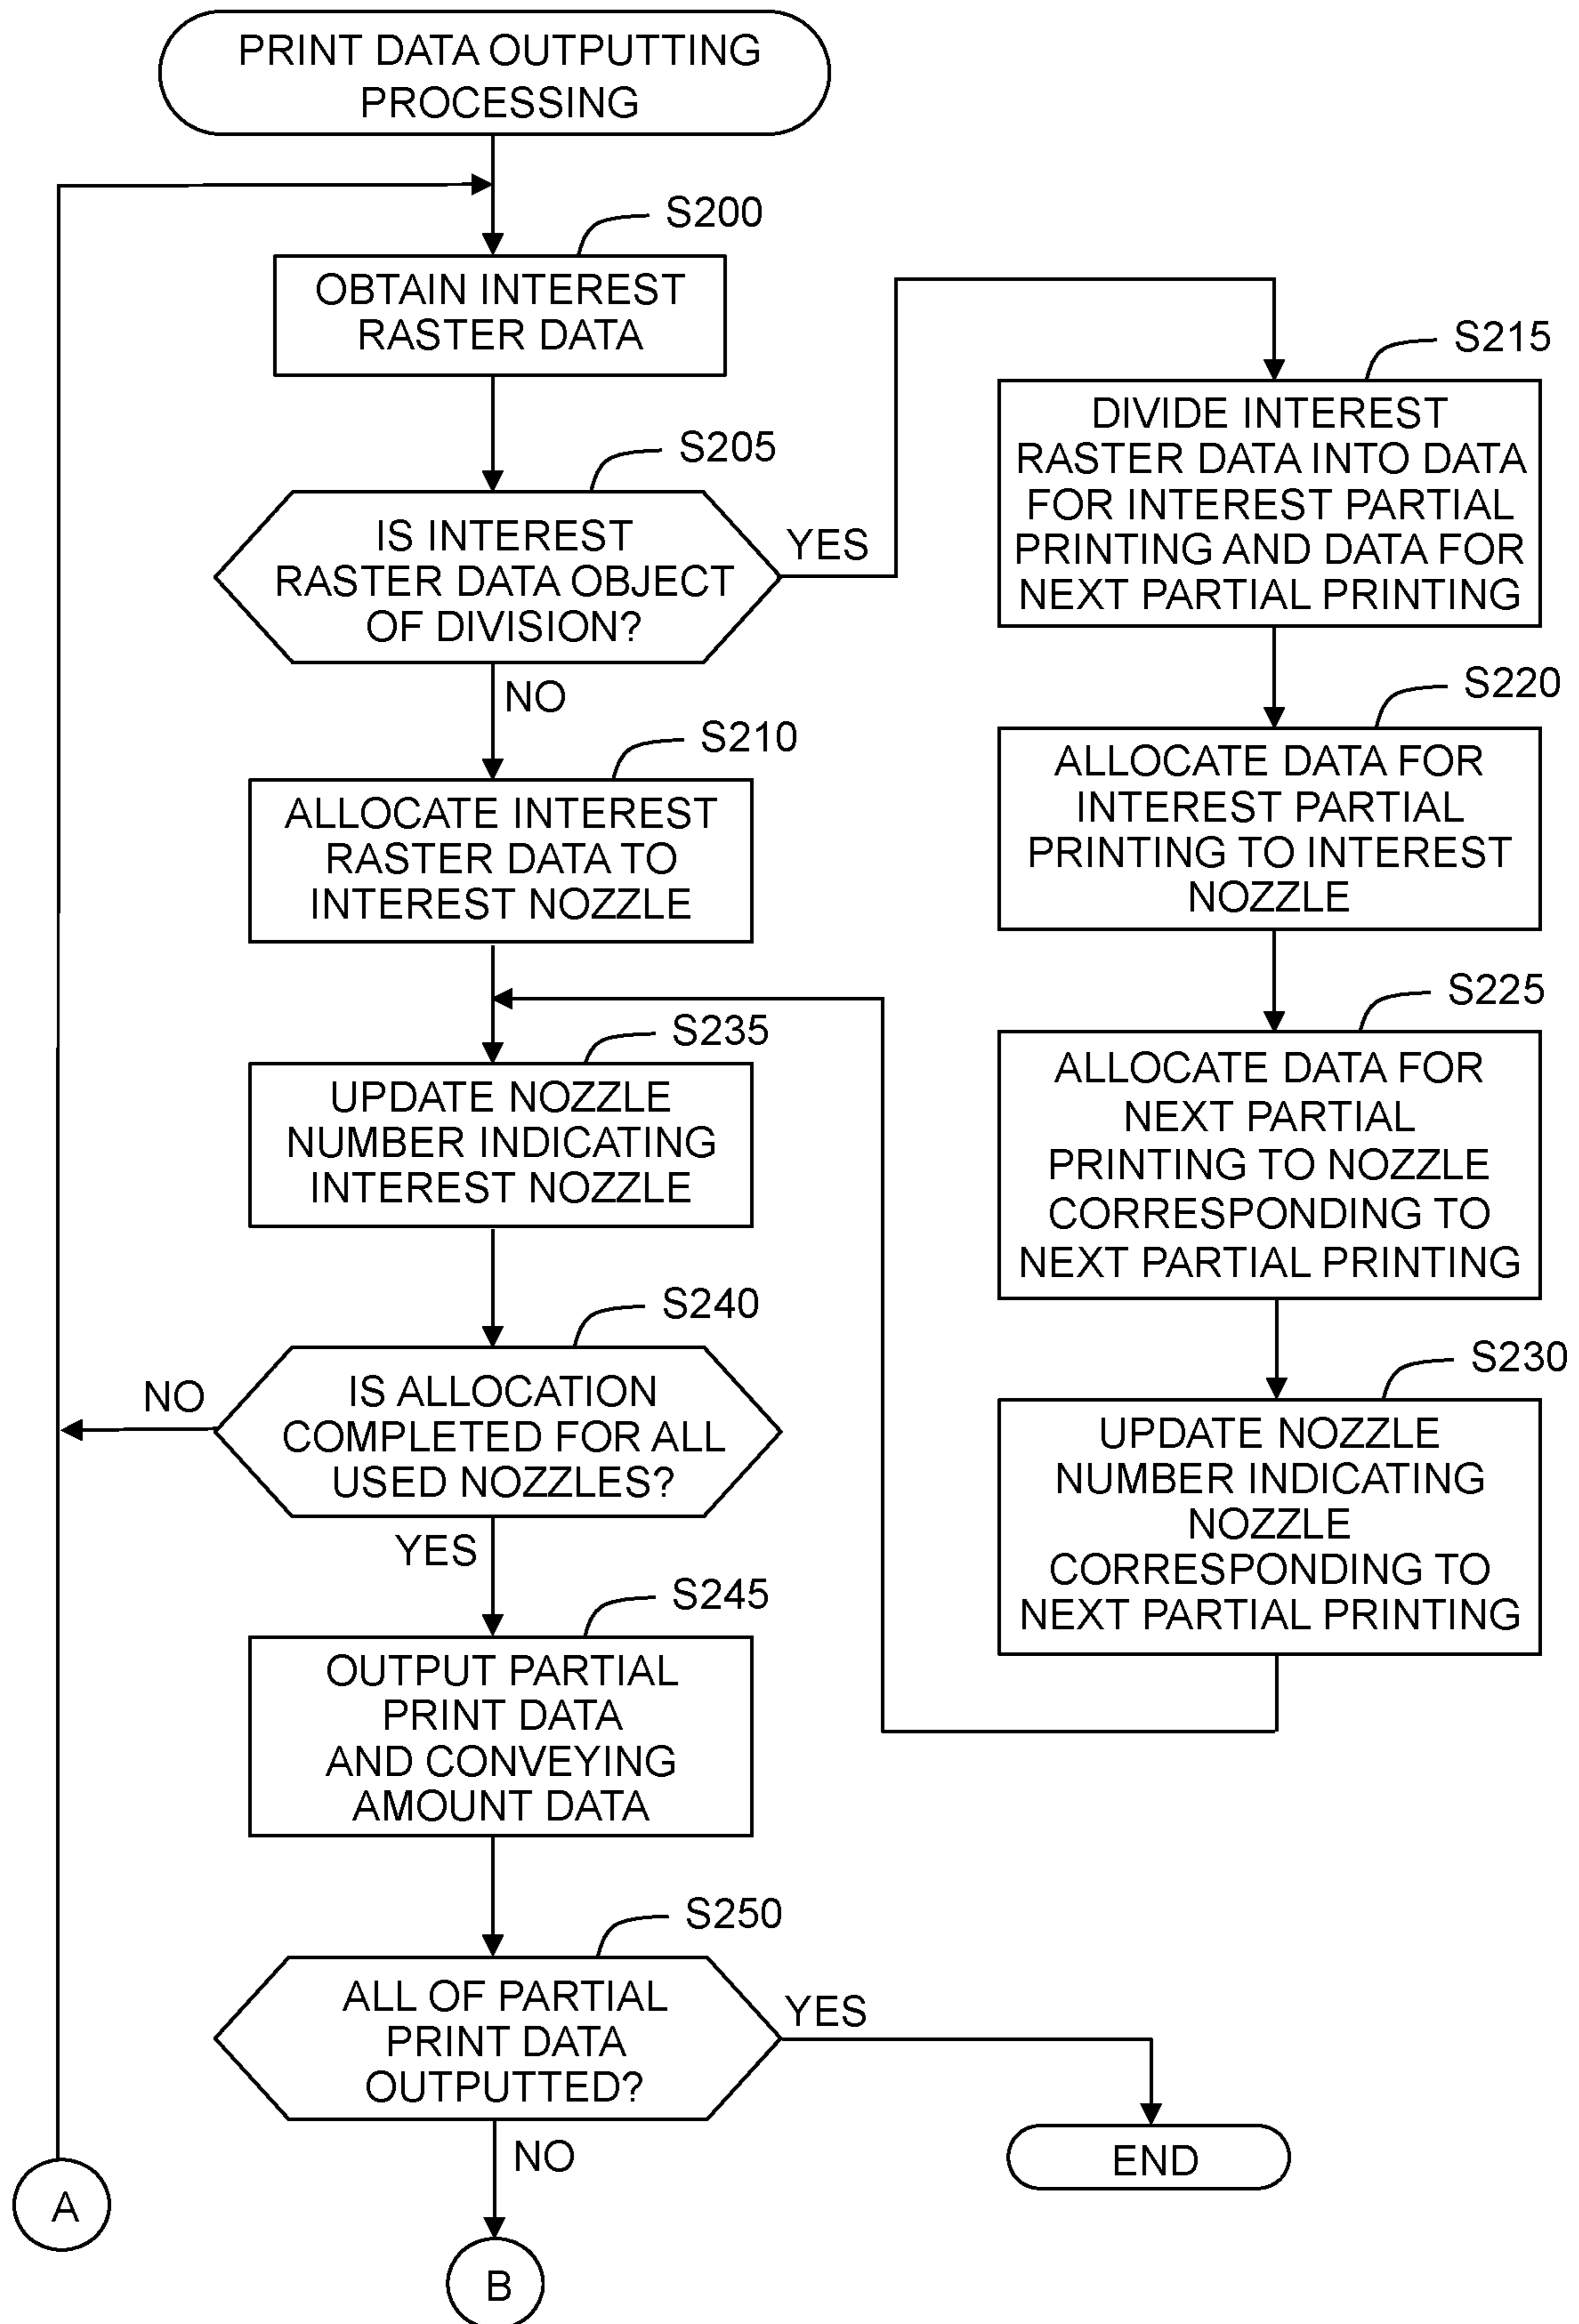 PRINT DATA OUTPUTTING
PROCESSING
S200
OBTAIN INTEREST
RASTER DATA
S205
IS INTEREST
RASTER DATA OBJECT
OF DIVISION?
YES
NO
S210
ALLOCATE INTEREST
RASTER DATA TO
INTEREST NOZZLE
S215
DIVIDE INTEREST
RASTER DATA INTO DATA
FOR INTEREST PARTIAL
PRINTING AND DATA FOR
NEXT PARTIAL PRINTING
S220
ALLOCATE DATA FOR
INTEREST PARTIAL
PRINTING TO INTEREST
NOZZLE
S225
ALLOCATE DATA FOR
NEXT PARTIAL
PRINTING TO NOZZLE
CORRESPONDING TO
NEXT PARTIAL PRINTING
S230
UPDATE NOZZLE
NUMBER INDICATING
NOZZLE
CORRESPONDING TO
NEXT PARTIAL PRINTING
S235
UPDATE NOZZLE
NUMBER INDICATING
INTEREST NOZZLE
S240
IS ALLOCATION
COMPLETED FOR ALL
USED NOZZLES?
NO
YES
S245
OUTPUT PARTIAL
PRINT DATA
AND CONVEYING
AMOUNT DATA
S250
ALL OF PARTIAL
PRINT DATA
OUTPUTTED?
YES
NO
END
A
B